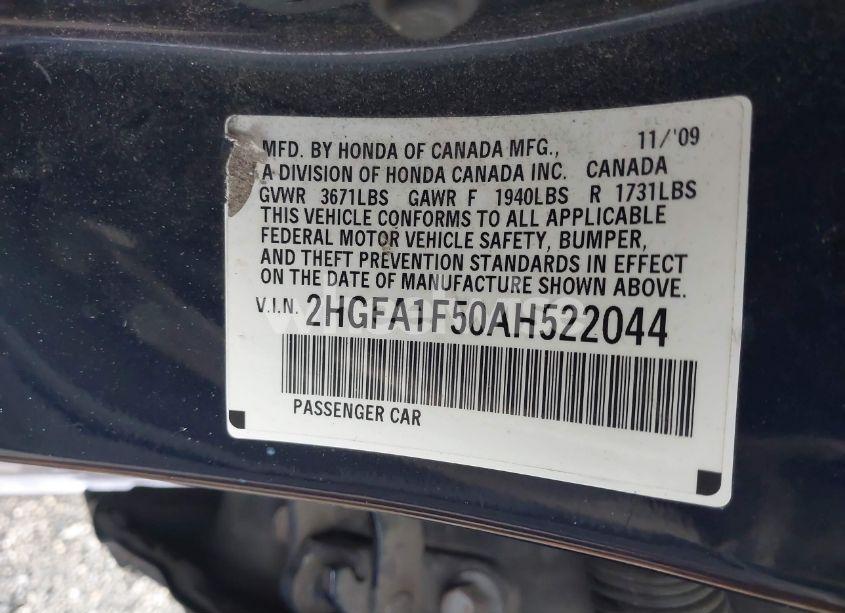 MFD. BY HONDA OF CANADA MFG., 11/'09
A DIVISION OF HONDA CANADA INC. CANADA
GVWR 3671LBS GAWR F 1940LBS R 1731LBS
THIS VEHICLE CONFORMS TO ALL APPLICABLE
FEDERAL MOTOR VEHICLE SAFETY, BUMPER,
AND THEFT PREVENTION STANDARDS IN EFFECT
ON THE DATE OF MANUFACTURE SHOWN ABOVE.
V.I.N. 2HGFA1F50AH522044
PASSENGER CAR